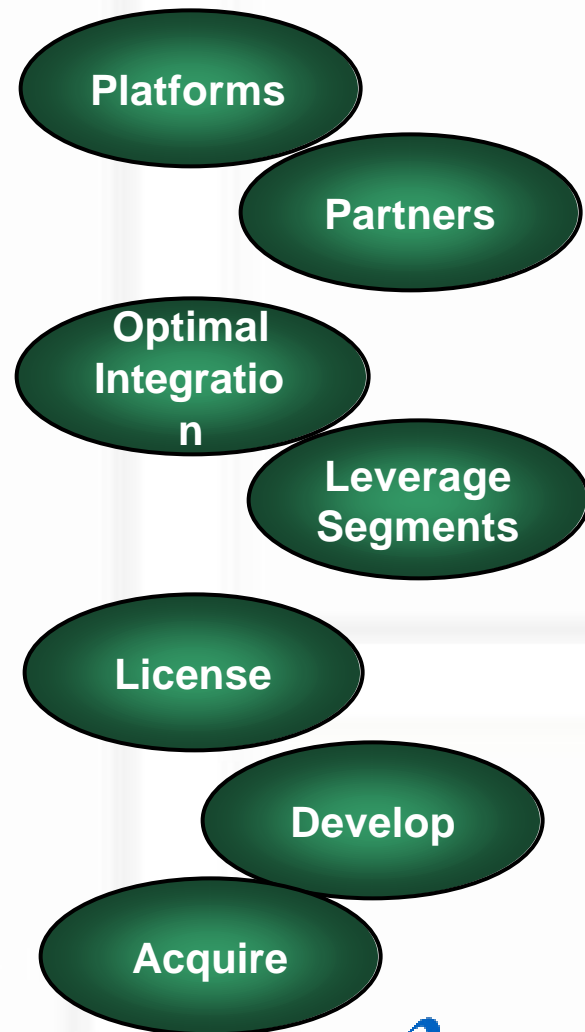 Platforms
Partners
Optimal
Integratio
n
Leverage
Segments
License
Develop
Acquire